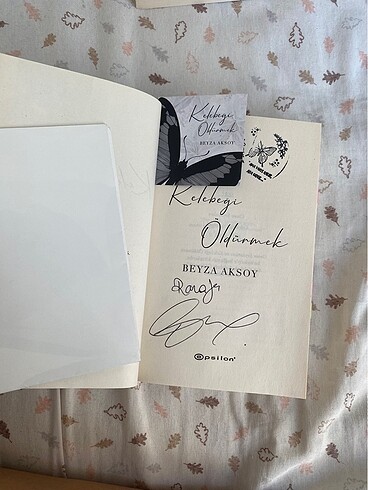 Kelebeği
Öldürmek
BEYZA AKSOY
Kelebeği
Öldürmek
BEYZA AKSOY
epsilon